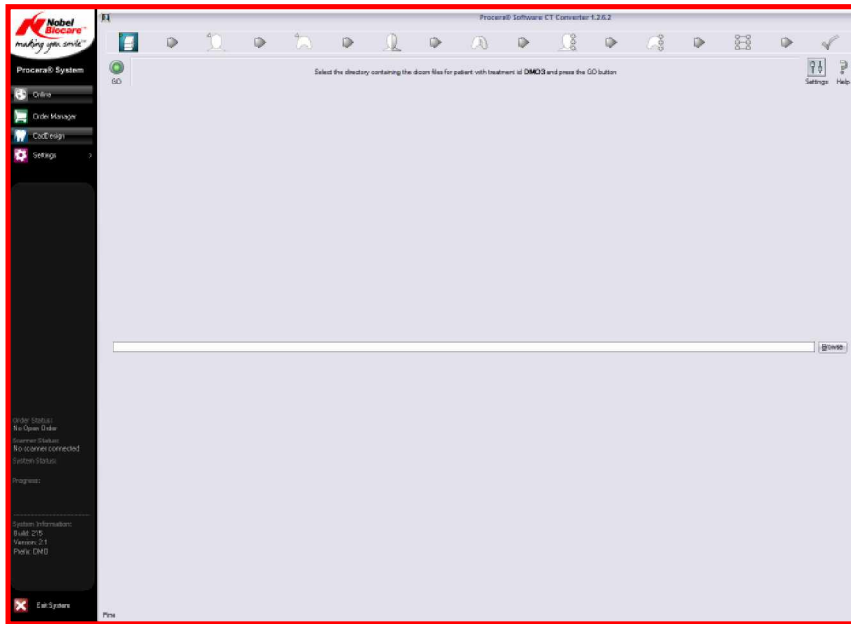 Nobel
Biocare™
making you smile™
Procera® System
Online
Order Manager
CadDesign
Settings
Order Status:
No Open Order
Scanner Status:
No scanner connected
System Status:
Progress:
System Information:
Build: 215
Version: 2.1
Prefix: DMO
Exit System
Procera® Software CT Converter 1.2.6.2
GO
Select the directory containing the dicom files for patient with treatment id DMO3 and press the GO button
Settings
Help
Browse